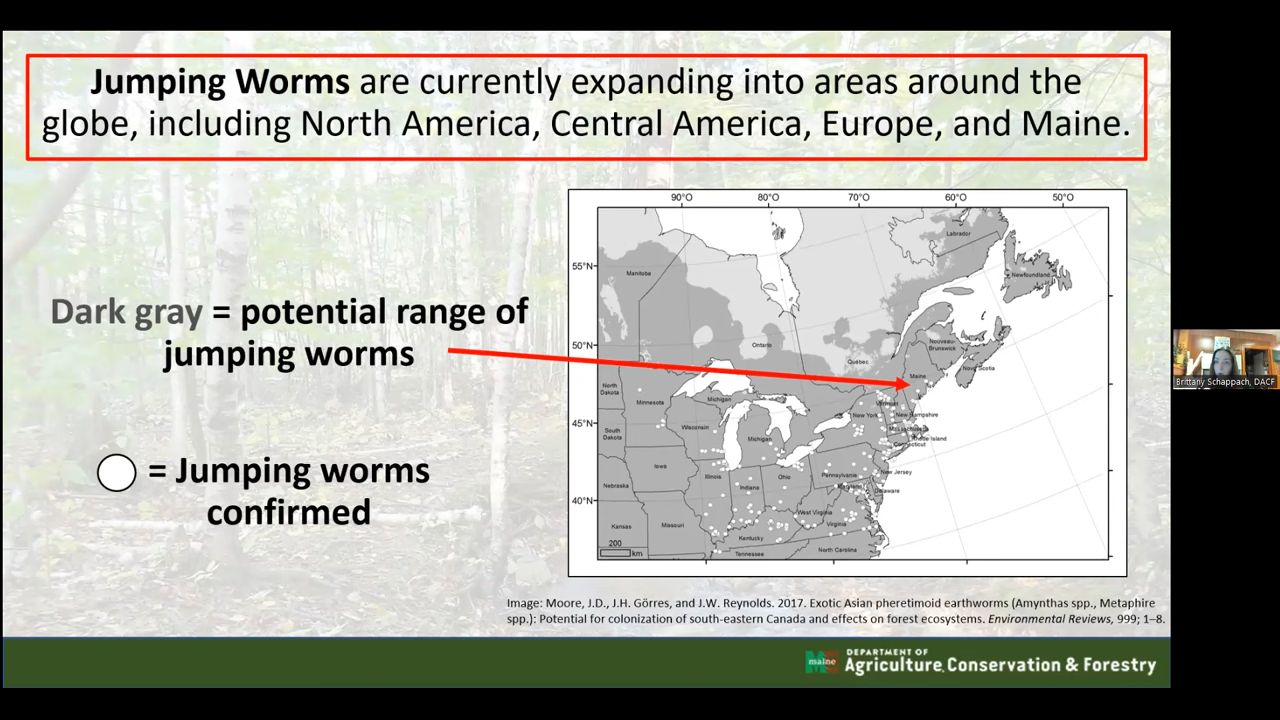 Jumping Worms are currently expanding into areas around the
globe, including North America, Central America, Europe, and Maine.
Dark gray = potential range of
jumping worms
= Jumping worms
confirmed
90°O 80°O 70°O 60°O 50°O
55°N
50°N
45°N
40°N
Labrador
Newfoundland
Manitoba
Ontario
Québec
Nouveau-
Brunswick
Nova Scotia
Maine
North
Dakota
Minnesota
Michigan
Vermont
New York
New Hampshire
South
Dakota
Wisconsin
Michigan
Massachusetts
Rhode Island
Connecticut
Iowa
Nebraska
Illinois
Indiana
Ohio
Pennsylvania
New Jersey
Maryland
Delaware
Kansas
Missouri
West Virginia
Virginia
Kentucky
Tennessee
North Carolina
200
km
Image: Moore, J.D., J.H. Görres, and J.W. Reynolds. 2017. Exotic Asian pheretimoid earthworms (Amynthas spp., Metaphire
spp.): Potential for colonization of south-eastern Canada and effects on forest ecosystems. Environmental Reviews, 999; 1–8.
maine
DEPARTMENT OF
Agriculture, Conservation & Forestry
Brittany Schappach, DACF